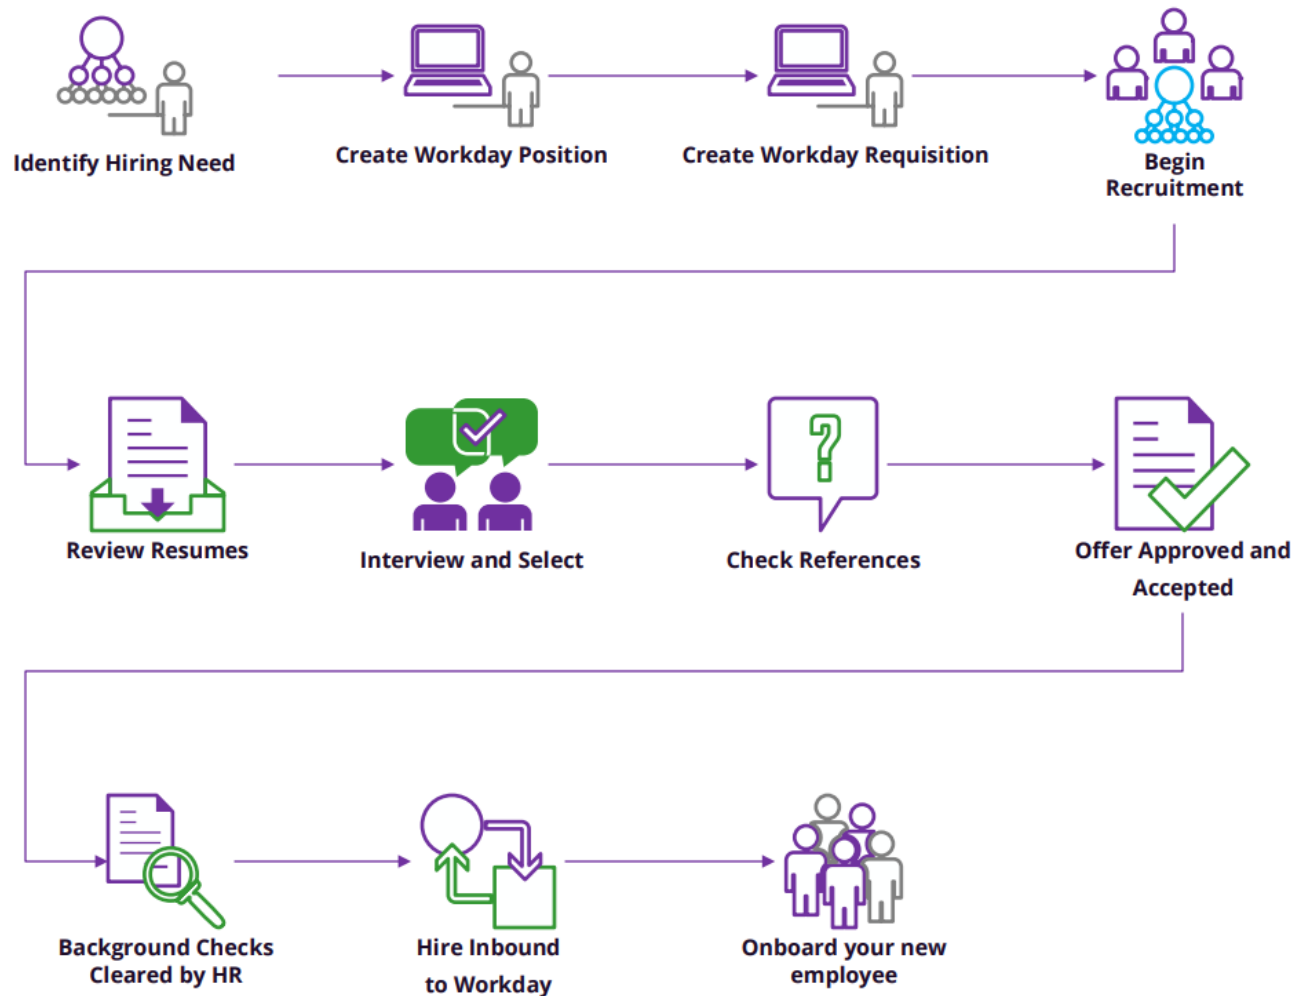 Identify Hiring Need
Create Workday Position
Create Workday Requisition
Begin
Recruitment
Review Resumes
Interview and Select
?
Check References
Offer Approved and
Accepted
Background Checks
Cleared by HR
Hire Inbound
to Workday
Onboard your new
employee